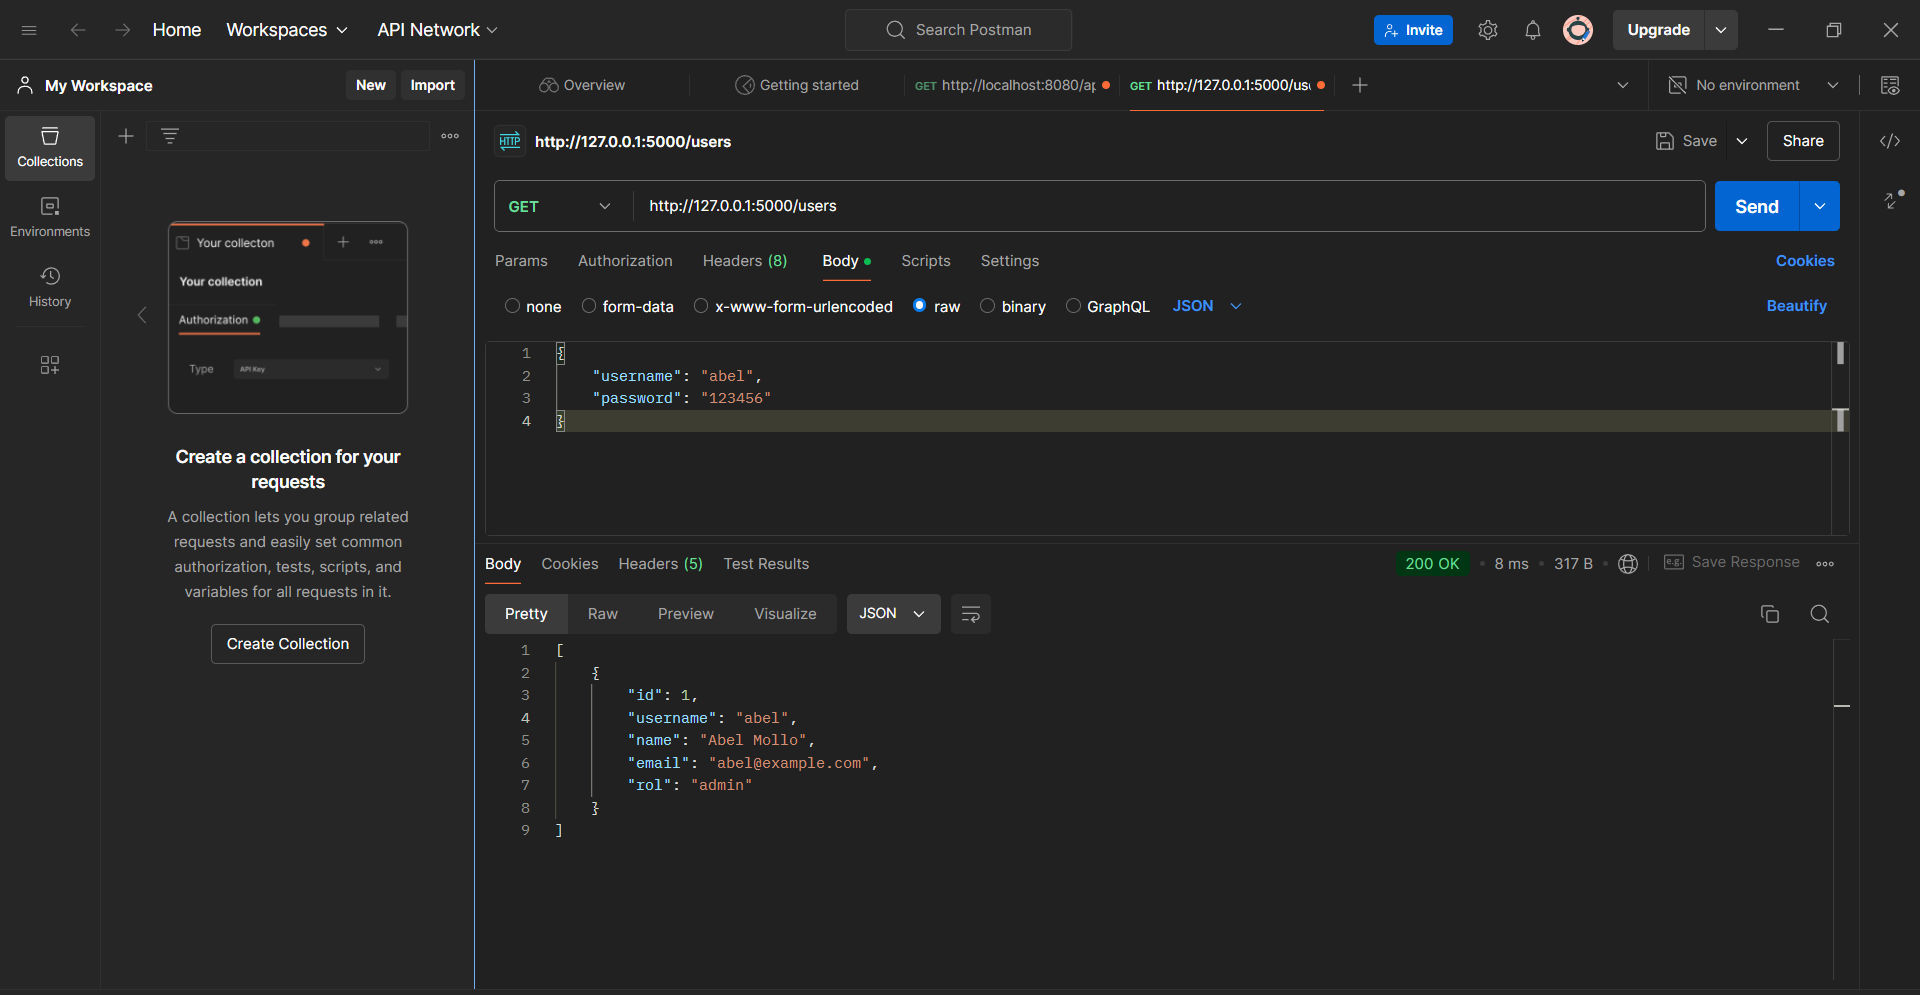 Home
Workspaces
API Network
Search Postman
Invite
Upgrade
My Workspace
New
Import
Overview
Getting started
GET http://localhost:8080/ap
GET http://127.0.0.1:5000/us
No environment
Collections
Environments
History
Your collecton
Your collection
Authorization
Type
API Key
Create a collection for your
requests
A collection lets you group related
requests and easily set common
authorization, tests, scripts, and
variables for all requests in it.
Create Collection
HTTP
http://127.0.0.1:5000/users
Save
Share
GET
http://127.0.0.1:5000/users
Send
Params
Authorization
Headers (8)
Body
Scripts
Settings
Cookies
none
form-data
x-www-form-urlencoded
raw
binary
GraphQL
JSON
Beautify
1 {
2 "username": "abel",
3 "password": "123456"
4 }
Body
Cookies
Headers (5)
Test Results
200 OK
8 ms
317 B
e.g.
Save Response
Pretty
Raw
Preview
Visualize
JSON
1 [
2 {
3 "id": 1,
4 "username": "abel",
5 "name": "Abel Mollo",
6 "email": "abel@example.com",
7 "rol": "admin"
8 }
9 ]